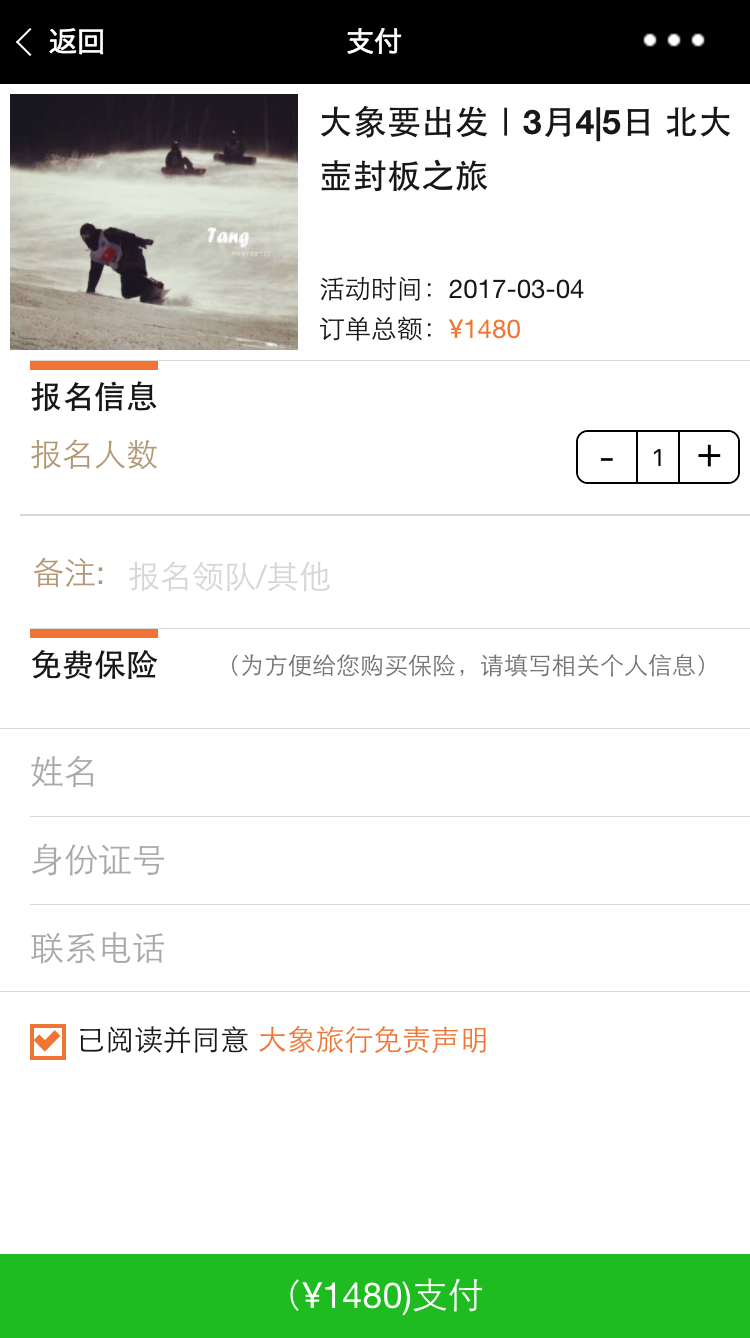 返回
支付
大象要出发丨3月4|5日 北大
壶封板之旅
Tang
活动时间：2017-03-04
订单总额：¥1480
报名信息
报名人数
- 1 +
备注: 报名领队/其他
免费保险 （为方便给您购买保险，请填写相关个人信息）
姓名
身份证号
联系电话
已阅读并同意 大象旅行免责声明
（¥1480)支付